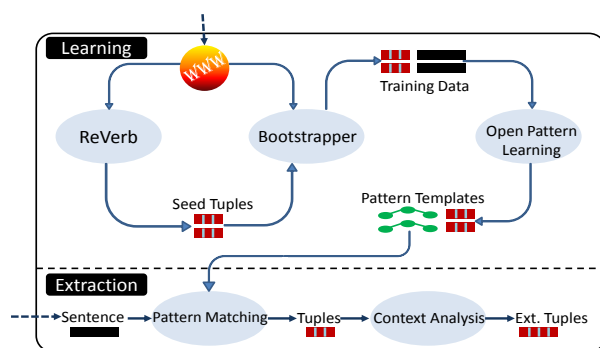 Learning
WWW
Training Data
ReVerb
Bootstrapper
Open Pattern
Learning
Seed Tuples
Pattern Templates
Extraction
Sentence
Pattern Matching
Tuples
Context Analysis
Ext. Tuples